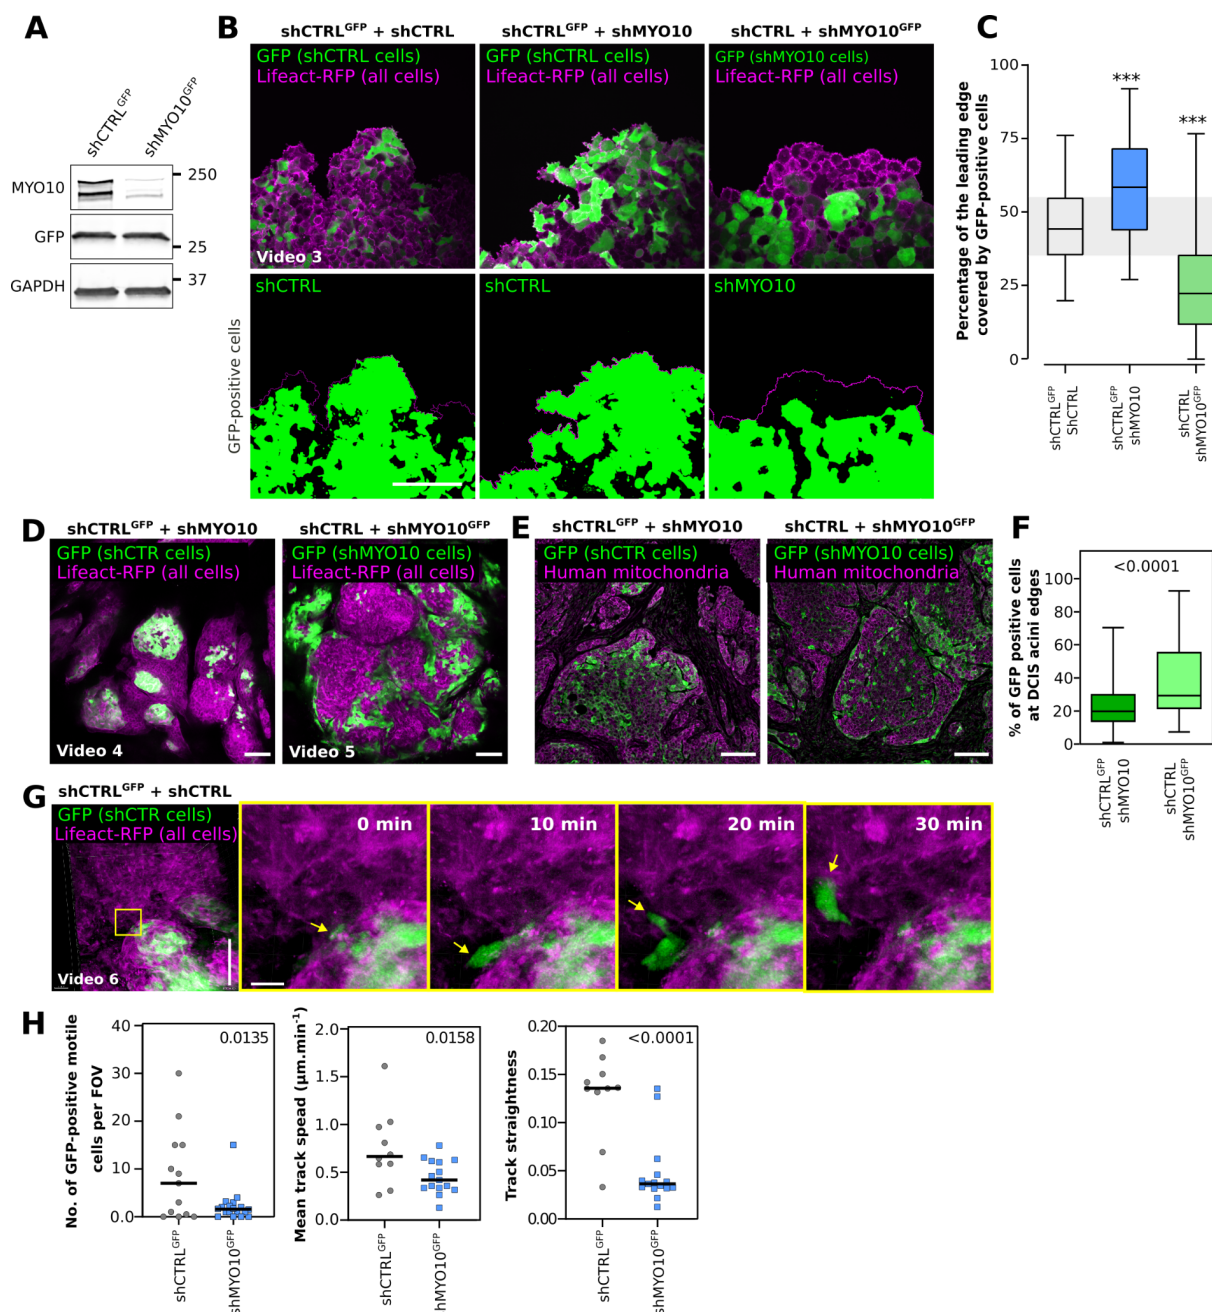 A
shCTRL^GFP
shMYO10^GFP
MYO10
250
GFP
25
GAPDH
37
B
shCTRL^GFP + shCTRL
shCTRL^GFP + shMYO10
shCTRL + shMYO10^GFP
GFP (shCTRL cells)
Lifeact-RFP (all cells)
GFP (shCTRL cells)
Lifeact-RFP (all cells)
GFP (shMYO10 cells)
Lifeact-RFP (all cells)
Video 3
GFP-positive cells
shCTRL
shCTRL
shMYO10
C
Percentage of the leading edge
covered by GFP-positive cells
100
75
50
25
0
***
***
shCTRL^GFP
shCTRL
shCTRL^GFP
shMYO10
shCTRL
shMYO10^GFP
D
shCTRL^GFP + shMYO10
shCTRL + shMYO10^GFP
GFP (shCTR cells)
Lifeact-RFP (all cells)
GFP (shMYO10 cells)
Lifeact-RFP (all cells)
Video 4
Video 5
E
shCTRL^GFP + shMYO10
shCTRL + shMYO10^GFP
GFP (shCTR cells)
Human mitochondria
GFP (shMYO10 cells)
Human mitochondria
F
% of GFP positive cells
at DCIS acini edges
<0.0001
100
80
60
40
20
0
shCTRL^GFP
shMYO10
shCTRL
shMYO10^GFP
G
shCTRL^GFP + shCTRL
GFP (shCTR cells)
Lifeact-RFP (all cells)
Video 6
0 min
10 min
20 min
30 min
H
No. of GFP-positive motile
cells per FOV
40
30
20
10
0.0
0.0135
shCTRL^GFP
shMYO10^GFP
Mean track spead (μm.min⁻¹)
2.0
1.5
1.0
0.5
0.0
0.0158
shCTRL^GFP
shMYO10^GFP
Track straightness
0.20
0.15
0.10
0.05
0.00
<0.0001
shCTRL^GFP
shMYO10^GFP